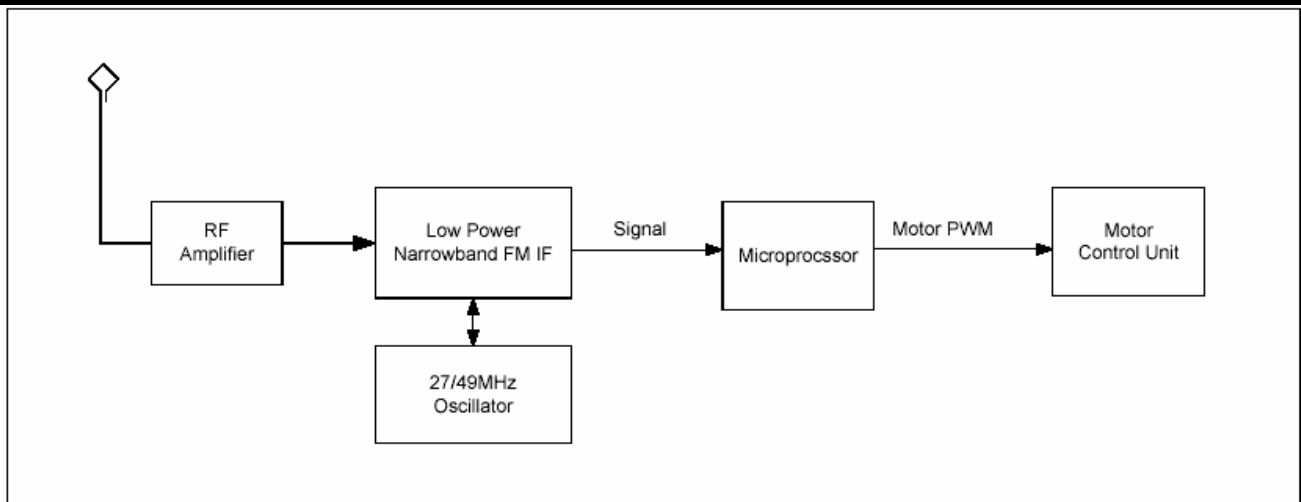 RF
Amplifier
Low Power
Narrowband FM IF
Signal
Microprocssor
Motor PWM
Motor
Control Unit
27/49MHz
Oscillator